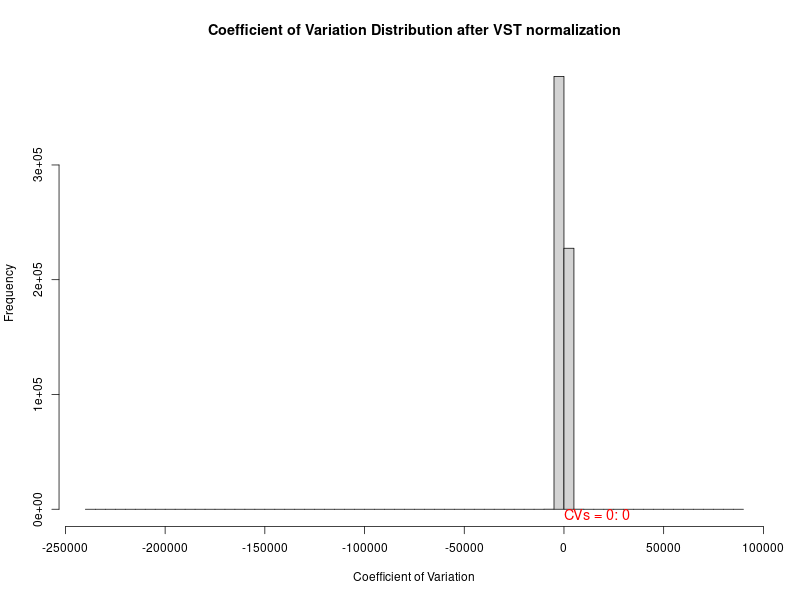 Coefficient of Variation Distribution after VST normalization
Frequency
3e+05
2e+05
1e+05
0e+00
CVs = 0: 0
-250000 -200000 -150000 -100000 -50000 0 50000 100000
Coefficient of Variation